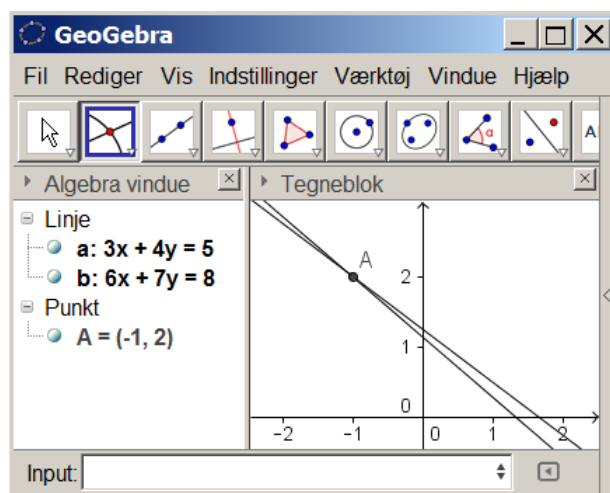 GeoGebra
Fil Rediger Vis Indstillinger Værktøj Vindue Hjælp
α A
Algebra vindue
Tegneblok
Linje
a: 3x + 4y = 5
b: 6x + 7y = 8
Punkt
A = (-1, 2)
A
2
1
0
-2 -1 0 1 2
Input: